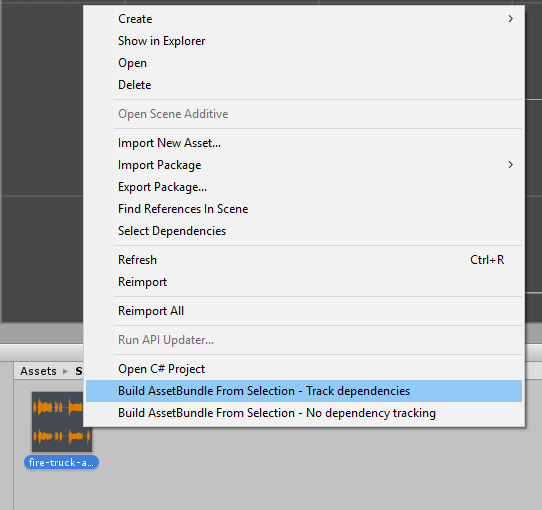 Create
Show in Explorer
Open
Delete
Open Scene Additive
Import New Asset...
Import Package
Export Package...
Find References In Scene
Select Dependencies
Refresh Ctrl+R
Reimport
Reimport All
Run API Updater...
Open C# Project
Assets ▸ S
Build AssetBundle From Selection - Track dependencies
Build AssetBundle From Selection - No dependency tracking
fire-truck-a...